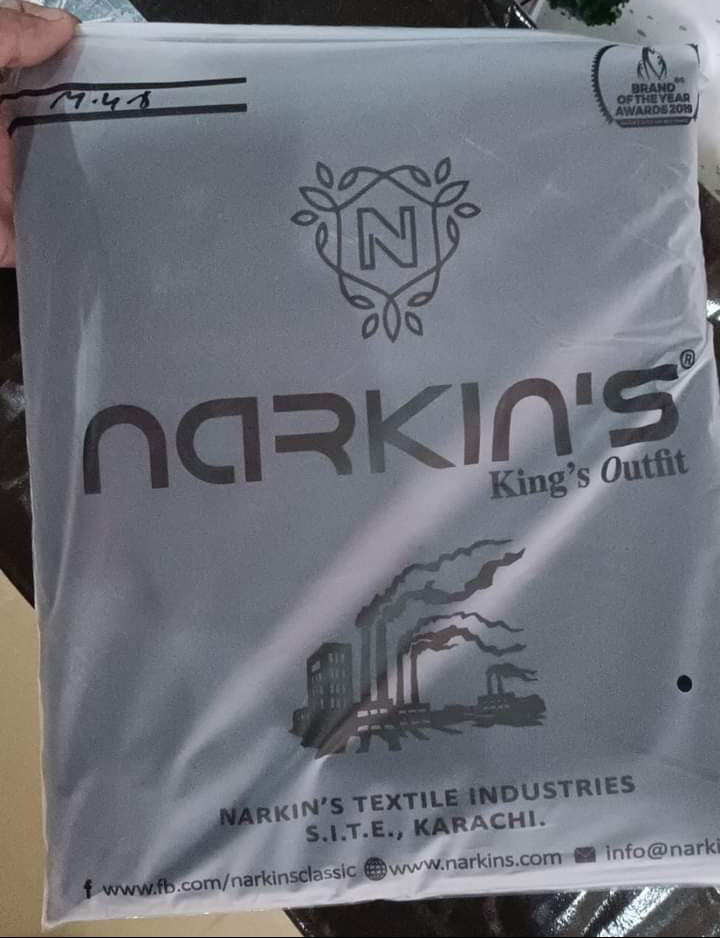 M-48
BRAND
OF THE YEAR
AWARDS 2019
N
NARKIN'S®
King's Outfit
NARKIN'S TEXTILE INDUSTRIES
S.I.T.E., KARACHI.
f www.fb.com/narkinsclassic www.narkins.com info@narki